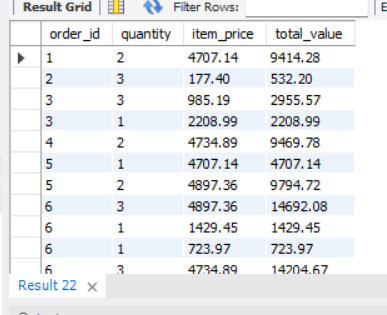 Result Grid Filter Rows: E
order_id quantity item_price total_value
1 2 4707.14 9414.28
2 3 177.40 532.20
3 3 985.19 2955.57
3 1 2208.99 2208.99
4 2 4734.89 9469.78
5 1 4707.14 4707.14
5 2 4897.36 9794.72
6 3 4897.36 14692.08
6 1 1429.45 1429.45
6 1 723.97 723.97
6 3 4734.89 14204.67
Result 22 ×